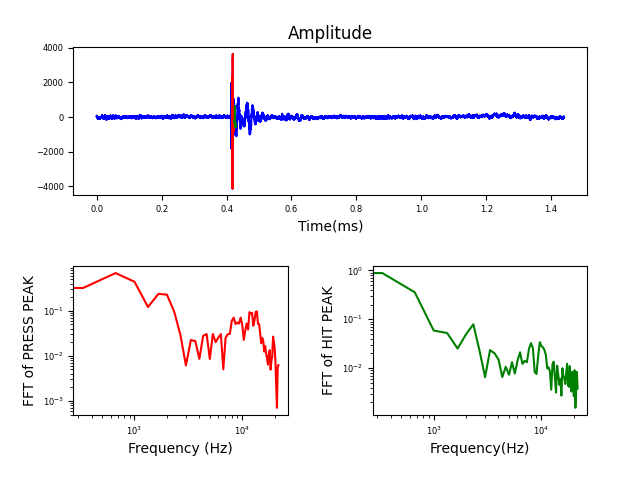 Amplitude
4000
2000
0
−2000
−4000
0.0 0.2 0.4 0.6 0.8 1.0 1.2 1.4
Time(ms)
FFT of PRESS PEAK
10⁻¹
10⁻²
10⁻³
10³ 10⁴
Frequency (Hz)
FFT of HIT PEAK
10⁰
10⁻¹
10⁻²
10³ 10⁴
Frequency(Hz)